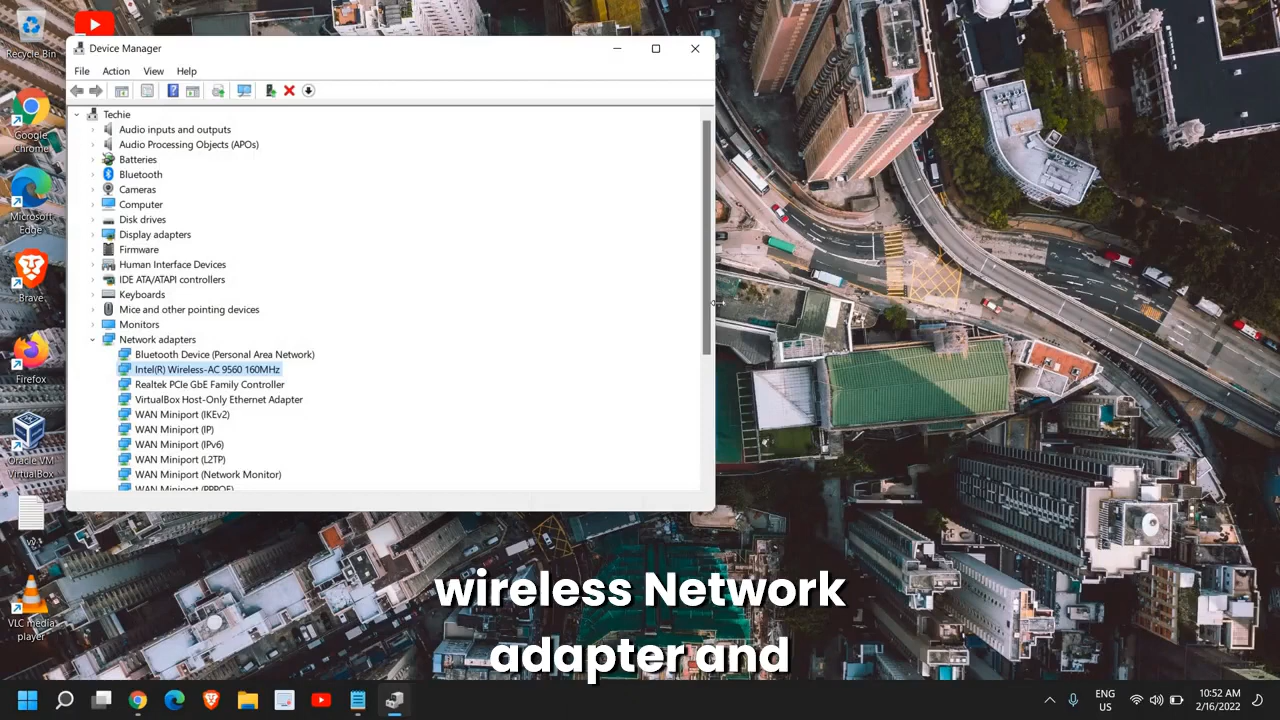 Recycle Bin
Google
Chrome
Microsoft
Edge
Brave
Firefox
Oracle VM
VirtualBox
VLC media
player
Device Manager
File Action View Help
Techie
Audio inputs and outputs
Audio Processing Objects (APOs)
Batteries
Bluetooth
Cameras
Computer
Disk drives
Display adapters
Firmware
Human Interface Devices
IDE ATA/ATAPI controllers
Keyboards
Mice and other pointing devices
Monitors
Network adapters
Bluetooth Device (Personal Area Network)
Intel(R) Wireless-AC 9560 160MHz
Realtek PCIe GbE Family Controller
VirtualBox Host-Only Ethernet Adapter
WAN Miniport (IKEv2)
WAN Miniport (IP)
WAN Miniport (IPv6)
WAN Miniport (L2TP)
WAN Miniport (Network Monitor)
WAN Miniport (PPPOE)
wireless Network
adapter and
ENG
US
10:52 AM
2/16/2022